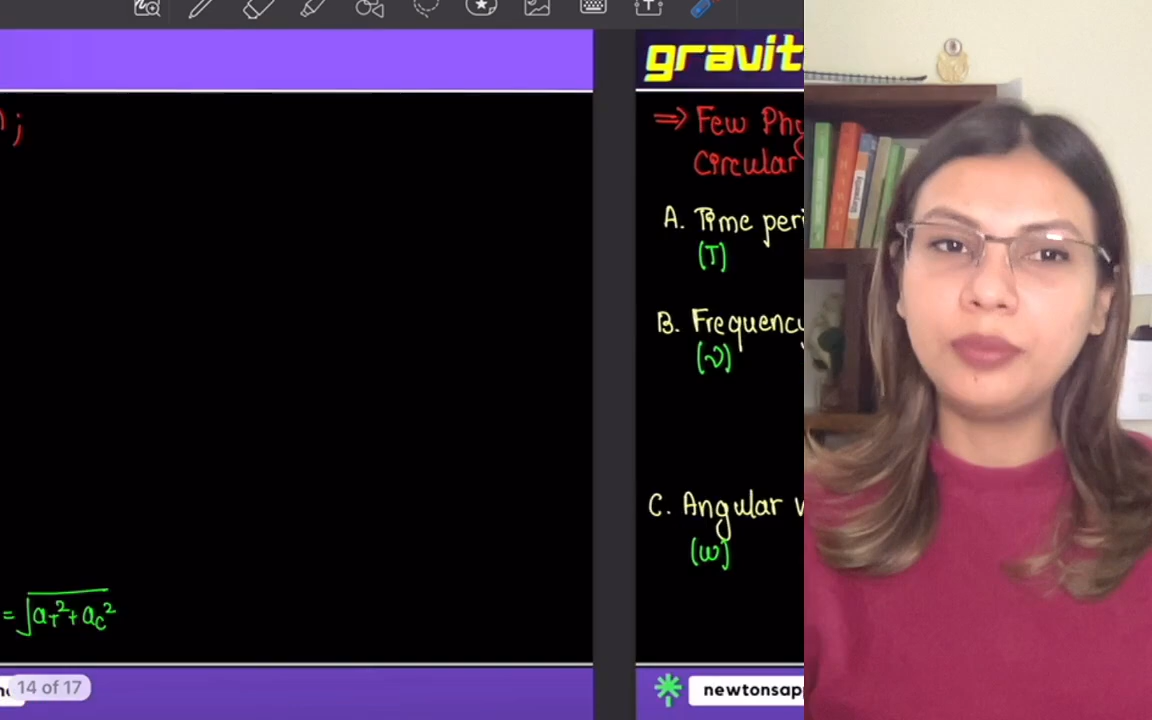 );
= √aT²+ac²
14 of 17
gravit
⇒ Few Phy
Circular
A. Time peri
(T)
B. Frequency
(ν)
C. Angular v
(ω)
newtonsap